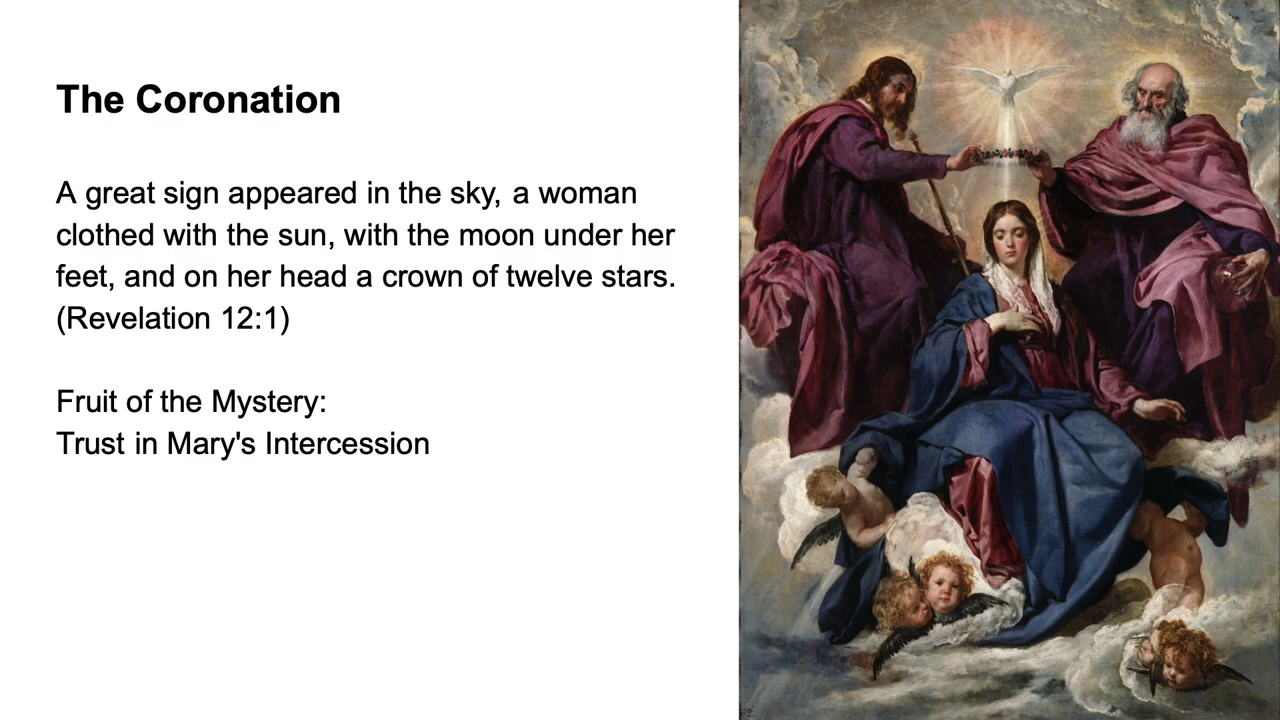 The Coronation
A great sign appeared in the sky, a woman
clothed with the sun, with the moon under her
feet, and on her head a crown of twelve stars.
(Revelation 12:1)
Fruit of the Mystery:
Trust in Mary's Intercession